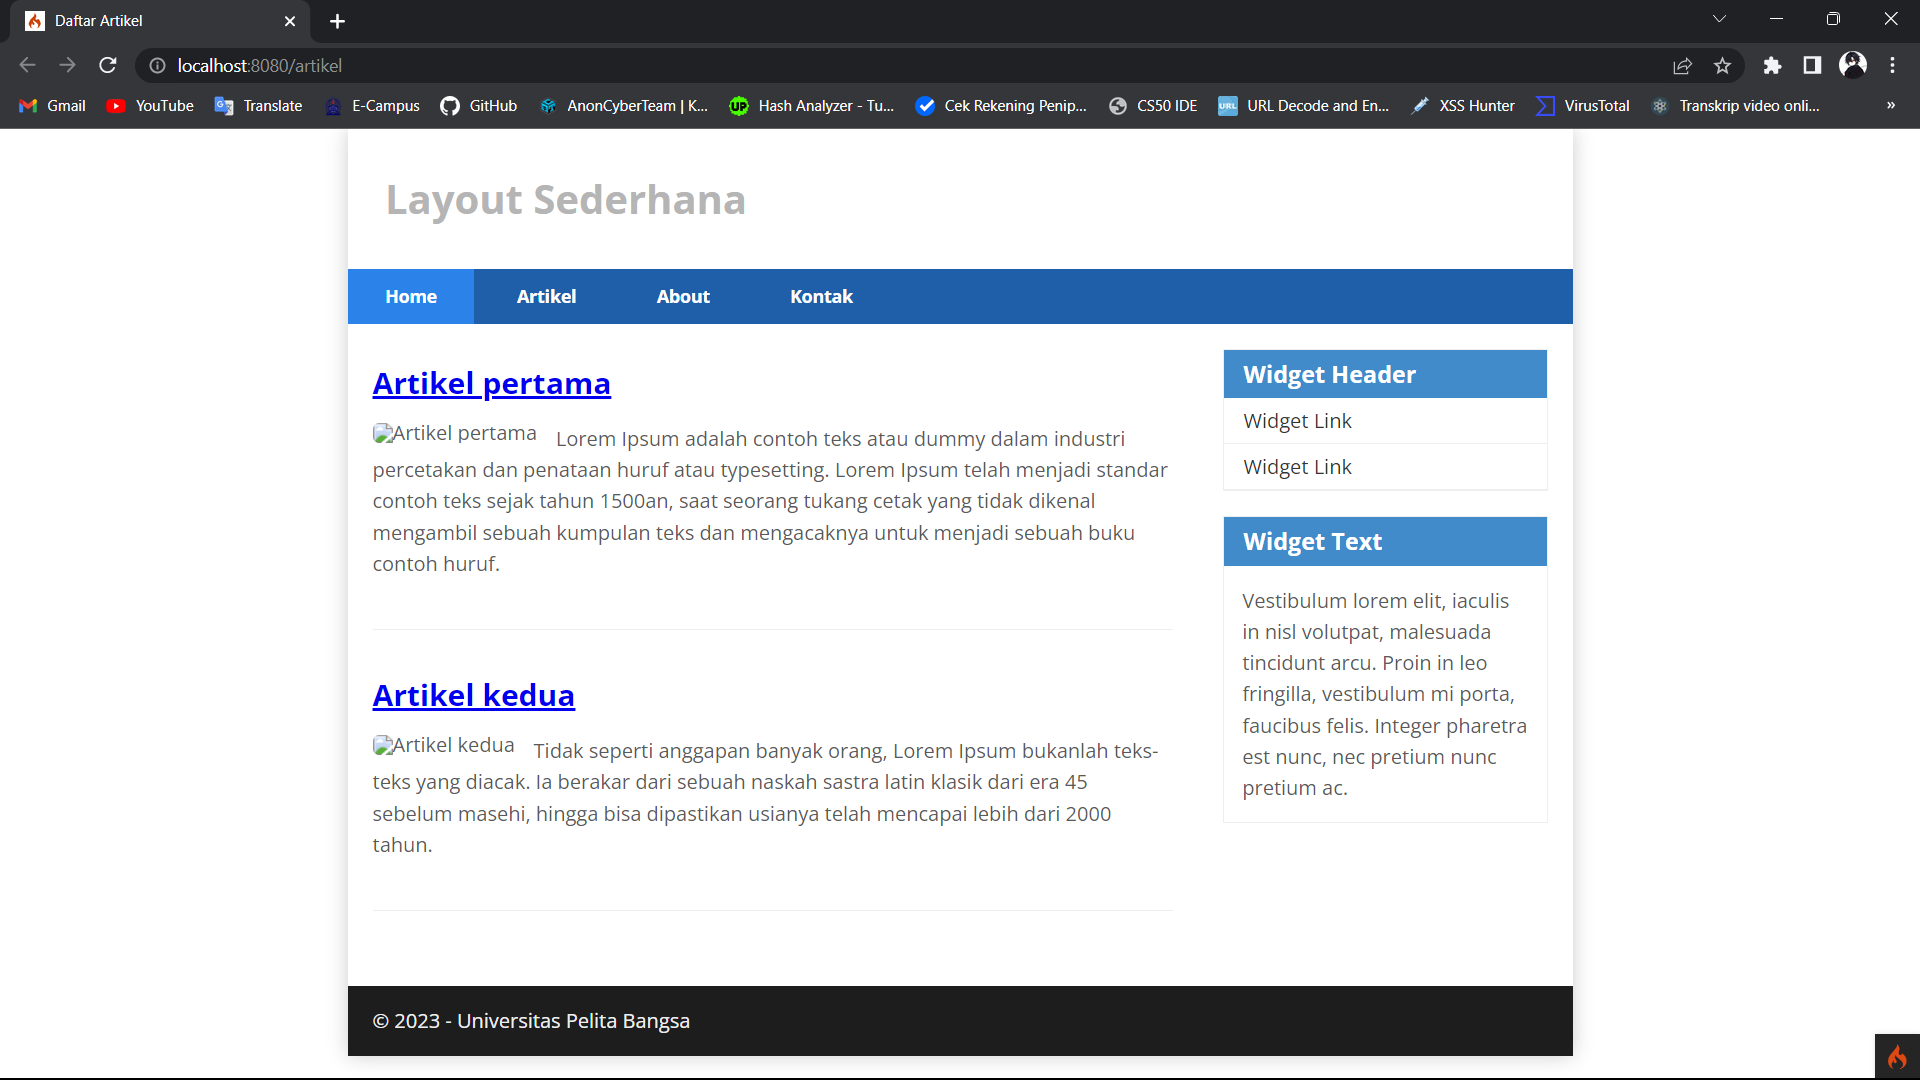 Daftar Artikel
localhost:8080/artikel
Gmail
YouTube
Translate
E-Campus
GitHub
AnonCyberTeam | K...
Hash Analyzer - Tu...
Cek Rekening Penip...
CS50 IDE
URL Decode and En...
XSS Hunter
VirusTotal
Transkrip video onli...
»
Layout Sederhana
Home
Artikel
About
Kontak
Artikel pertama
Artikel pertama Lorem Ipsum adalah contoh teks atau dummy dalam industri
percetakan dan penataan huruf atau typesetting. Lorem Ipsum telah menjadi standar
contoh teks sejak tahun 1500an, saat seorang tukang cetak yang tidak dikenal
mengambil sebuah kumpulan teks dan mengacaknya untuk menjadi sebuah buku
contoh huruf.
Artikel kedua
Artikel kedua Tidak seperti anggapan banyak orang, Lorem Ipsum bukanlah teks-
teks yang diacak. Ia berakar dari sebuah naskah sastra latin klasik dari era 45
sebelum masehi, hingga bisa dipastikan usianya telah mencapai lebih dari 2000
tahun.
Widget Header
Widget Link
Widget Link
Widget Text
Vestibulum lorem elit, iaculis
in nisl volutpat, malesuada
tincidunt arcu. Proin in leo
fringilla, vestibulum mi porta,
faucibus felis. Integer pharetra
est nunc, nec pretium nunc
pretium ac.
© 2023 - Universitas Pelita Bangsa